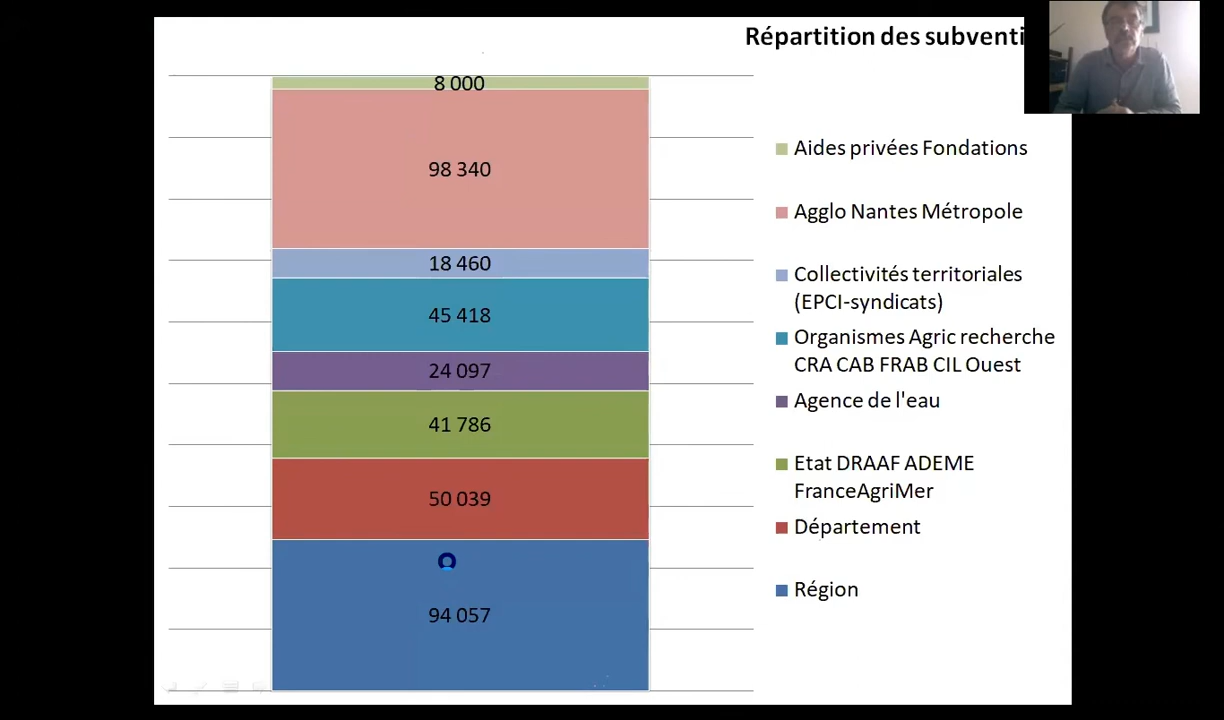 Répartition des
8 000
98 340
18 460
45 418
24 097
41 786
50 039
94 057
Aides privées Fondations
Agglo Nantes Métropole
Collectivités territoriales
(EPCI-syndicats)
Organismes Agric recherche
CRA CAB FRAB CIL Ouest
Agence de l'eau
Etat DRAAF ADEME
FranceAgriMer
Département
Région